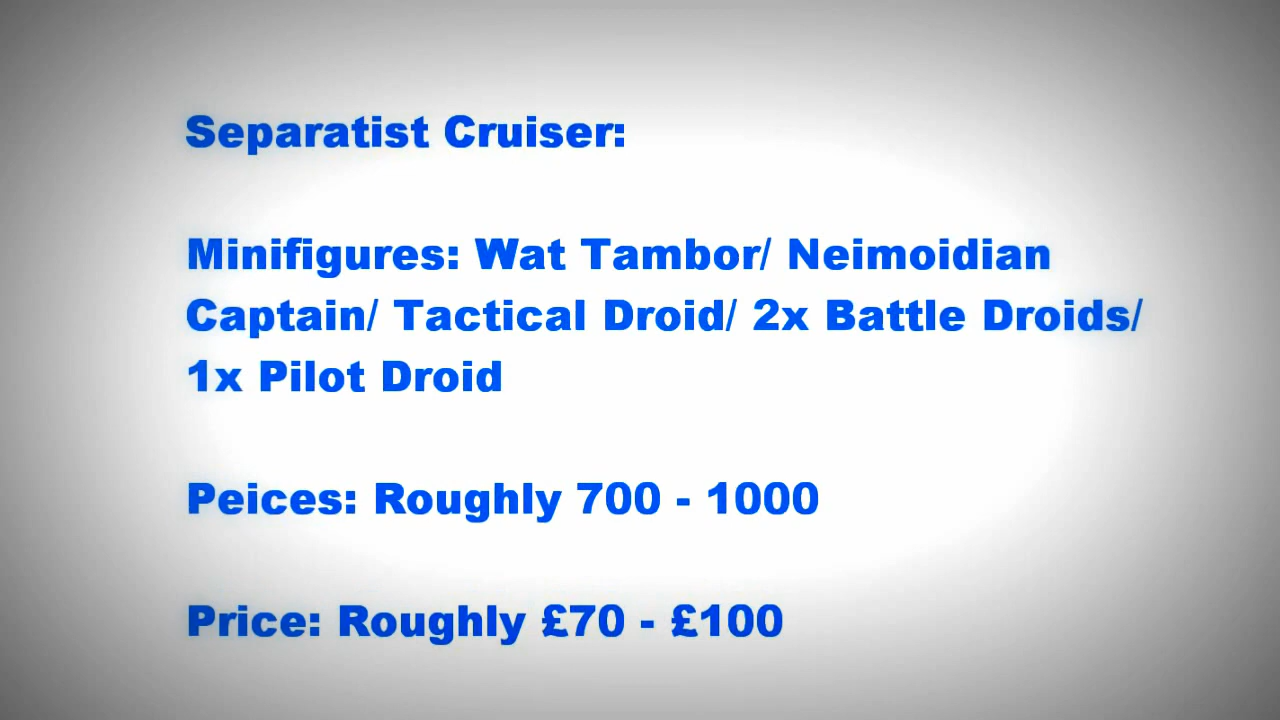 Separatist Cruiser:
Minifigures: Wat Tambor/ Neimoidian
Captain/ Tactical Droid/ 2x Battle Droids/
1x Pilot Droid
Peices: Roughly 700 - 1000
Price: Roughly £70 - £100